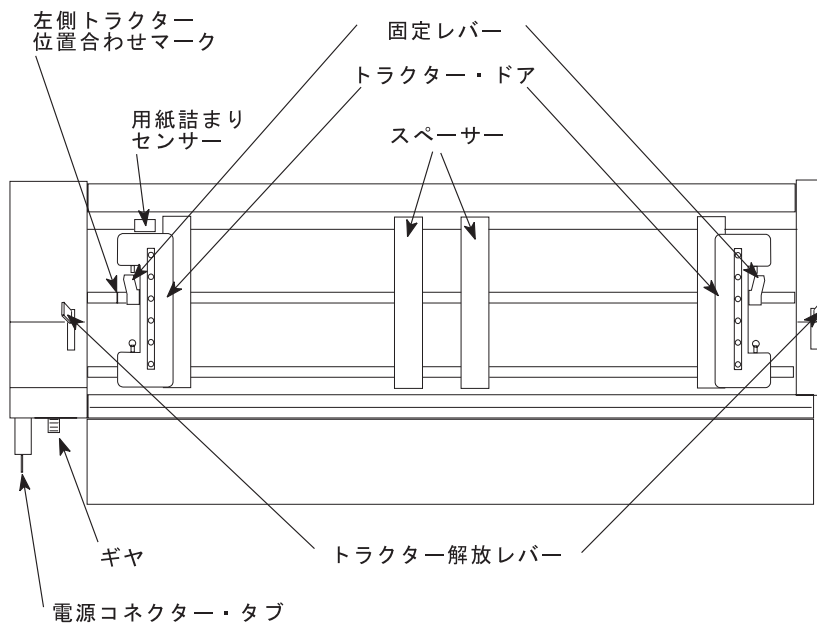 左側トラクター
位置合わせマーク
固定レバー
トラクター・ドア
用紙詰まり
センサー
スペーサー
ギヤ
トラクター解放レバー
電源コネクター・タブ